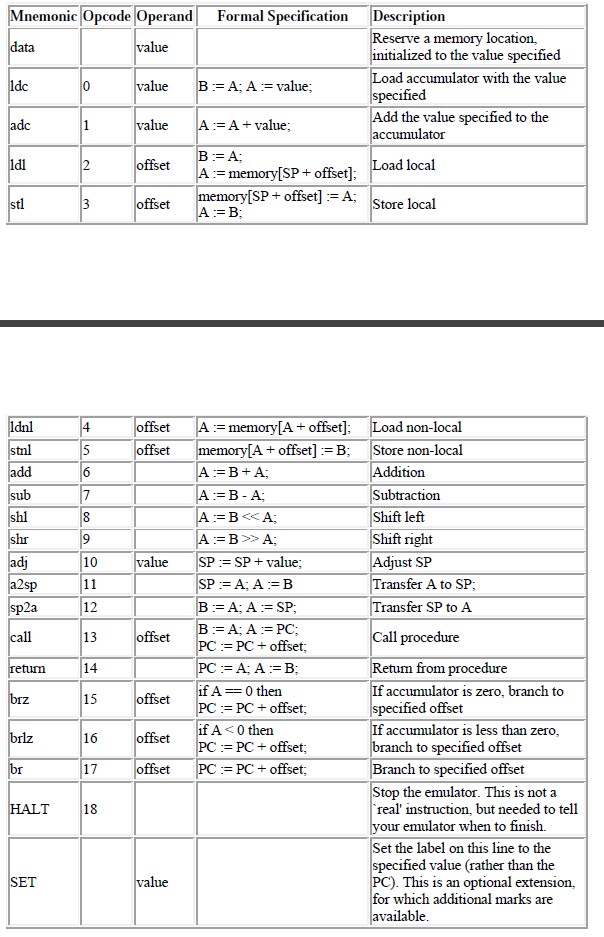 Mnemonic Opcode Operand Formal Specification Description
data value Reserve a memory location,
initialized to the value specified
ldc 0 value B := A; A := value; Load accumulator with the value
specified
adc 1 value A := A + value; Add the value specified to the
accumulator
ldl 2 offset B := A;
A := memory[SP + offset]; Load local
stl 3 offset memory[SP + offset] := A;
A := B; Store local
ldnl 4 offset A := memory[A + offset]; Load non-local
stnl 5 offset memory[A + offset] := B; Store non-local
add 6 A := B + A; Addition
sub 7 A := B - A; Subtraction
shl 8 A := B << A; Shift left
shr 9 A := B >> A; Shift right
adj 10 value SP := SP + value; Adjust SP
a2sp 11 SP := A; A := B Transfer A to SP;
sp2a 12 B := A; A := SP; Transfer SP to A
call 13 offset B := A; A := PC;
PC := PC + offset; Call procedure
return 14 PC := A; A := B; Return from procedure
brz 15 offset if A == 0 then
PC := PC + offset; If accumulator is zero, branch to
specified offset
brlz 16 offset if A < 0 then
PC := PC + offset; If accumulator is less than zero,
branch to specified offset
br 17 offset PC := PC + offset; Branch to specified offset
HALT 18 Stop the emulator. This is not a
`real' instruction, but needed to tell
your emulator when to finish.
SET value Set the label on this line to the
specified value (rather than the
PC). This is an optional extension,
for which additional marks are
available.